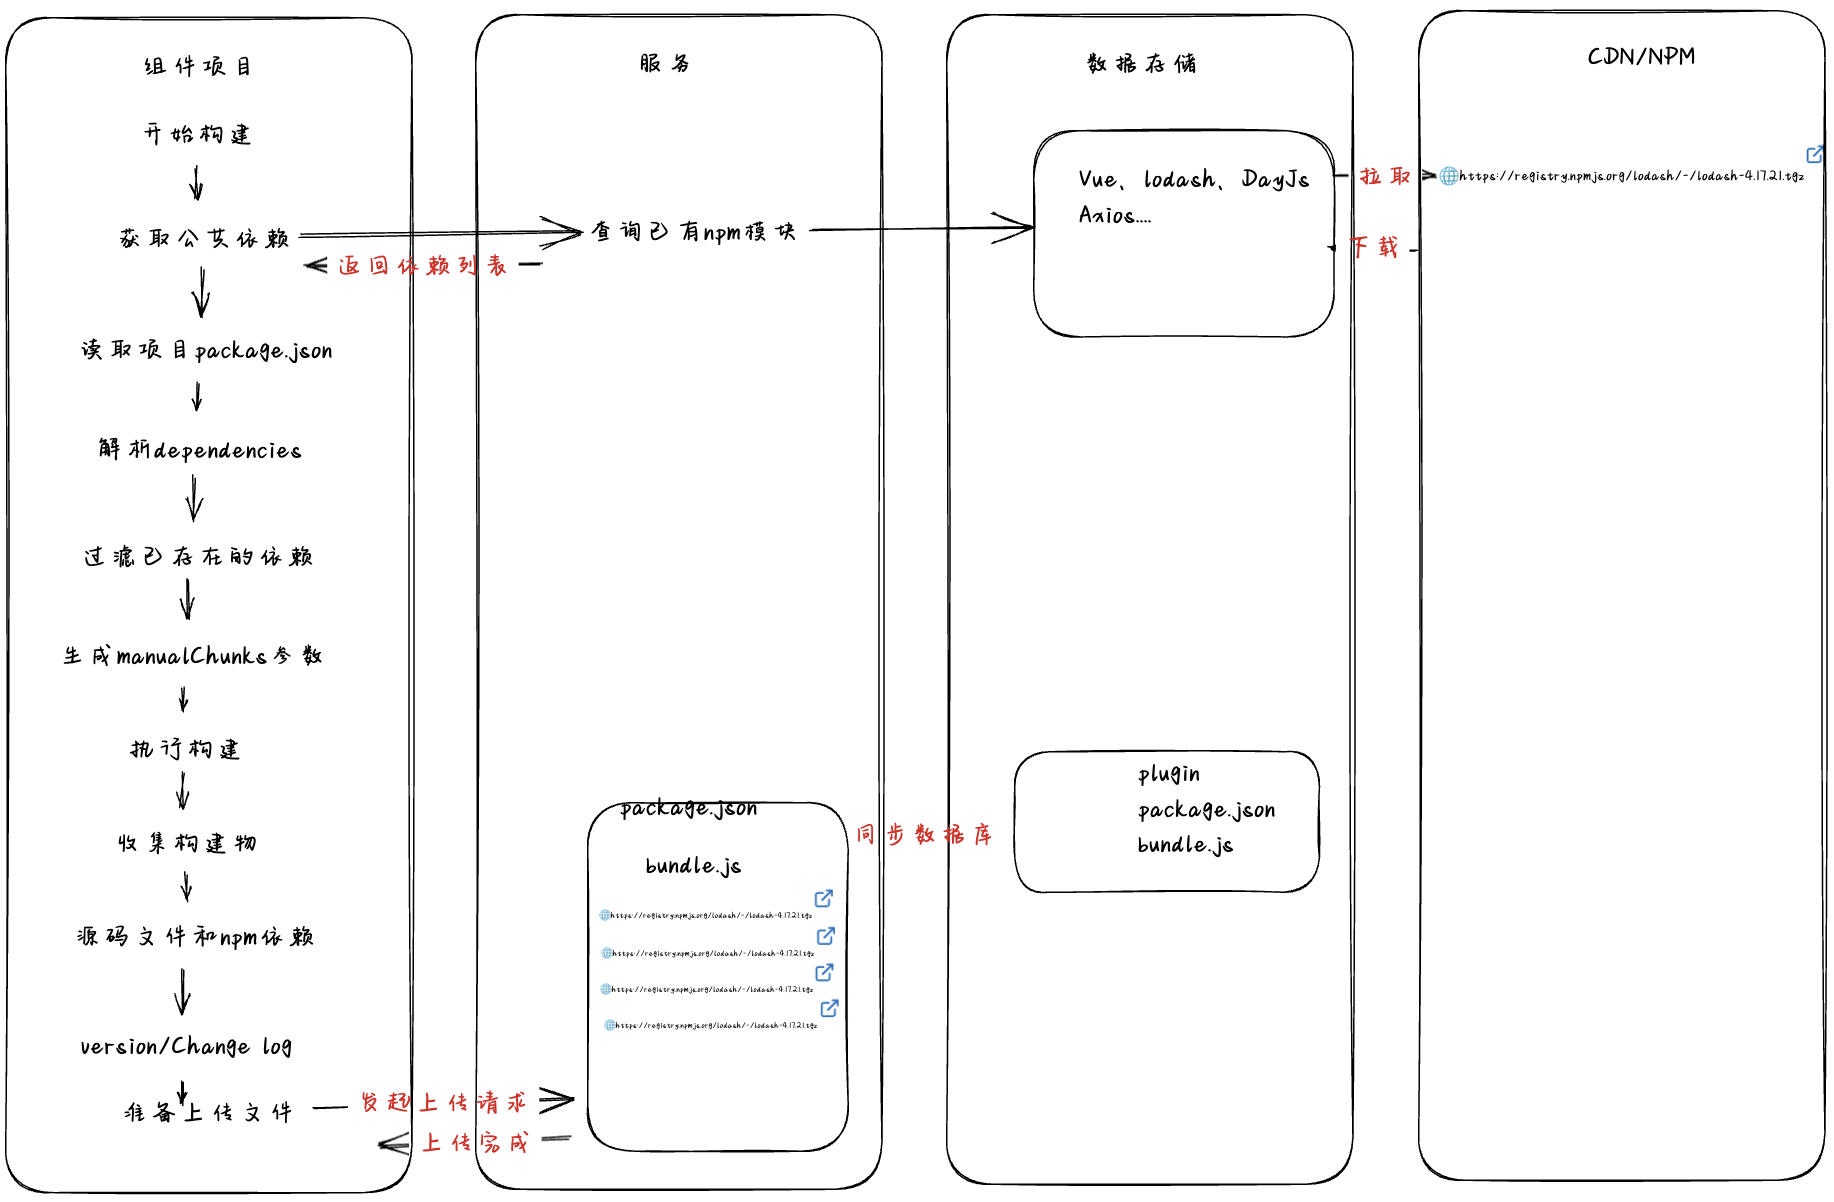 组件项目
开始构建
获取公共依赖
返回依赖列表
读取项目package.json
解析dependencies
过滤已存在的依赖
生成manualChunks参数
执行构建
收集构建物
源码文件和npm依赖
version/Change log
准备上传文件
发起上传请求
上传完成
服务
查询已有npm模块
package.json
bundle.js
https://registry.npmjs.org/lodash/-/lodash-4.17.21.tgz
https://registry.npmjs.org/lodash/-/lodash-4.17.21.tgz
https://registry.npmjs.org/lodash/-/lodash-4.17.21.tgz
https://registry.npmjs.org/lodash/-/lodash-4.17.21.tgz
同步数据库
数据存储
Vue、lodash、DayJs
Axios....
plugin
package.json
bundle.js
拉取
下载
CDN/NPM
https://registry.npmjs.org/lodash/-/lodash-4.17.21.tgz